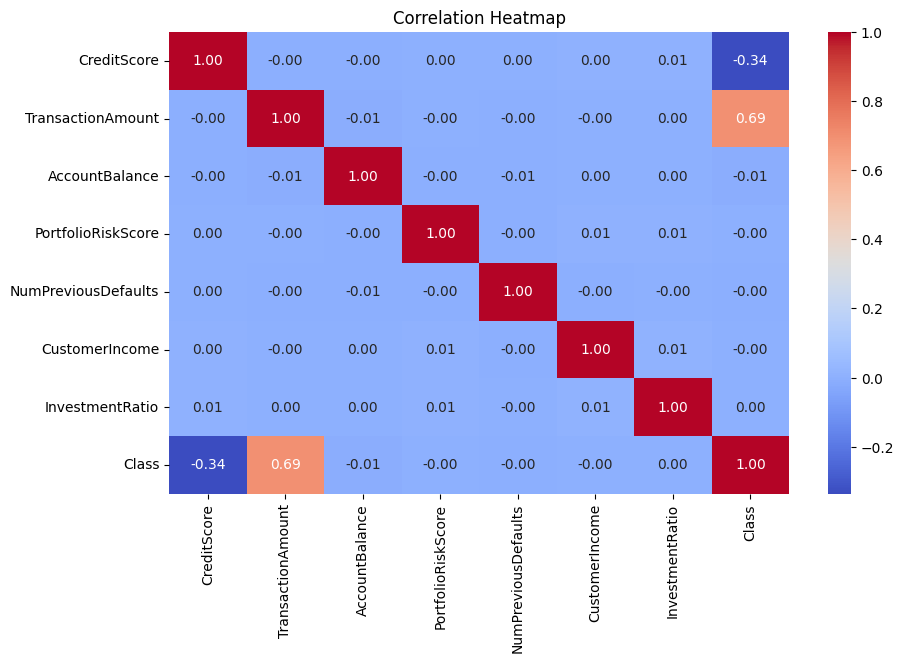 Correlation Heatmap
CreditScore 1.00 -0.00 -0.00 0.00 0.00 0.00 0.01 -0.34
TransactionAmount -0.00 1.00 -0.01 -0.00 -0.00 -0.00 0.00 0.69
AccountBalance -0.00 -0.01 1.00 -0.00 -0.01 0.00 0.00 -0.01
PortfolioRiskScore 0.00 -0.00 -0.00 1.00 -0.00 0.01 0.01 -0.00
NumPreviousDefaults 0.00 -0.00 -0.01 -0.00 1.00 -0.00 -0.00 -0.00
CustomerIncome 0.00 -0.00 0.00 0.01 -0.00 1.00 0.01 -0.00
InvestmentRatio 0.01 0.00 0.00 0.01 -0.00 0.01 1.00 0.00
Class -0.34 0.69 -0.01 -0.00 -0.00 -0.00 0.00 1.00
CreditScore
TransactionAmount
AccountBalance
PortfolioRiskScore
NumPreviousDefaults
CustomerIncome
InvestmentRatio
Class
1.0
0.8
0.6
0.4
0.2
0.0
−0.2